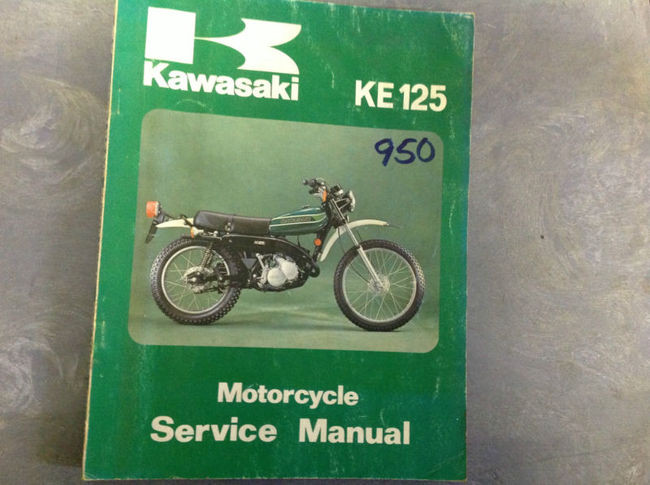 Kawasaki
KE 125
950
Motorcycle
Service Manual